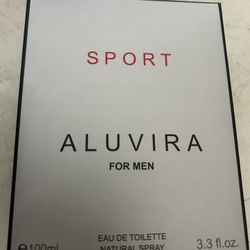 SPORT
ALUVIRA
FOR MEN
EAU DE TOILETTE
℮100ml NATURAL SPRAY 3.3 fl.oz.